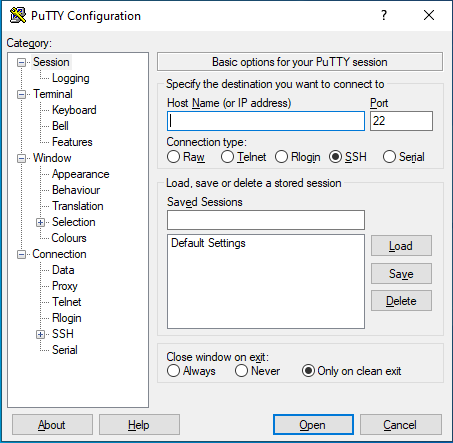 PuTTY Configuration
Category:
Session
Logging
Terminal
Keyboard
Bell
Features
Window
Appearance
Behaviour
Translation
Selection
Colours
Connection
Data
Proxy
Telnet
Rlogin
SSH
Serial
Basic options for your PuTTY session
Specify the destination you want to connect to
Host Name (or IP address) Port
22
Connection type:
Raw Telnet Rlogin SSH Serial
Load, save or delete a stored session
Saved Sessions
Default Settings
Load
Save
Delete
Close window on exit:
Always Never Only on clean exit
About Help Open Cancel